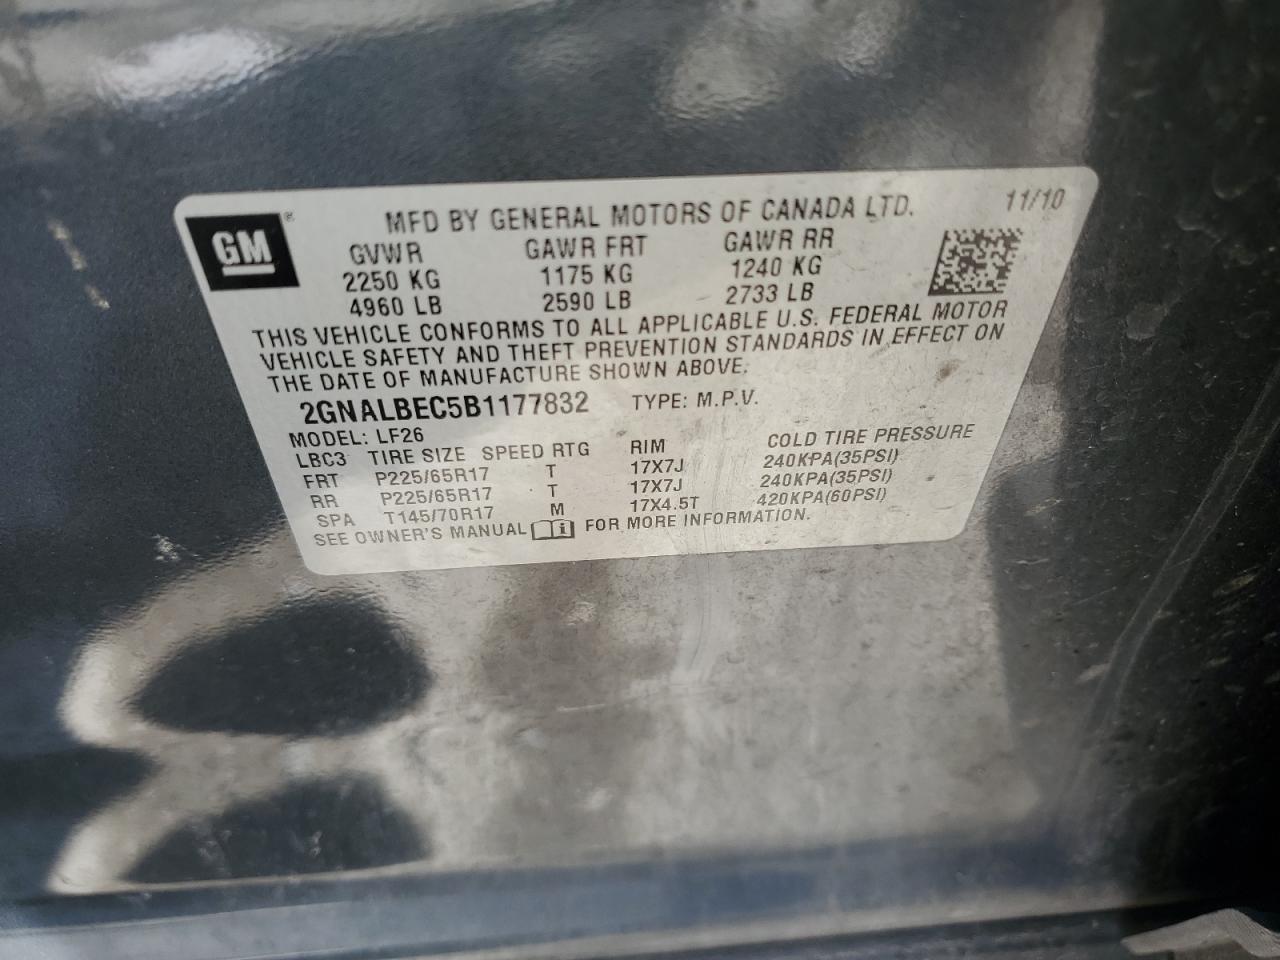 GM ®
MFD BY GENERAL MOTORS OF CANADA LTD. 11/10
GVWR GAWR FRT GAWR RR
2250 KG 1175 KG 1240 KG
4960 LB 2590 LB 2733 LB
THIS VEHICLE CONFORMS TO ALL APPLICABLE U.S. FEDERAL MOTOR
VEHICLE SAFETY AND THEFT PREVENTION STANDARDS IN EFFECT ON
THE DATE OF MANUFACTURE SHOWN ABOVE.
2GNALBEC5B1177832 TYPE: M.P.V.
MODEL: LF26
LBC3 TIRE SIZE SPEED RTG RIM COLD TIRE PRESSURE
FRT P225/65R17 T 17X7J 240KPA(35PSI)
RR P225/65R17 T 17X7J 240KPA(35PSI)
SPA T145/70R17 M 17X4.5T 420KPA(60PSI)
SEE OWNER'S MANUAL i FOR MORE INFORMATION.